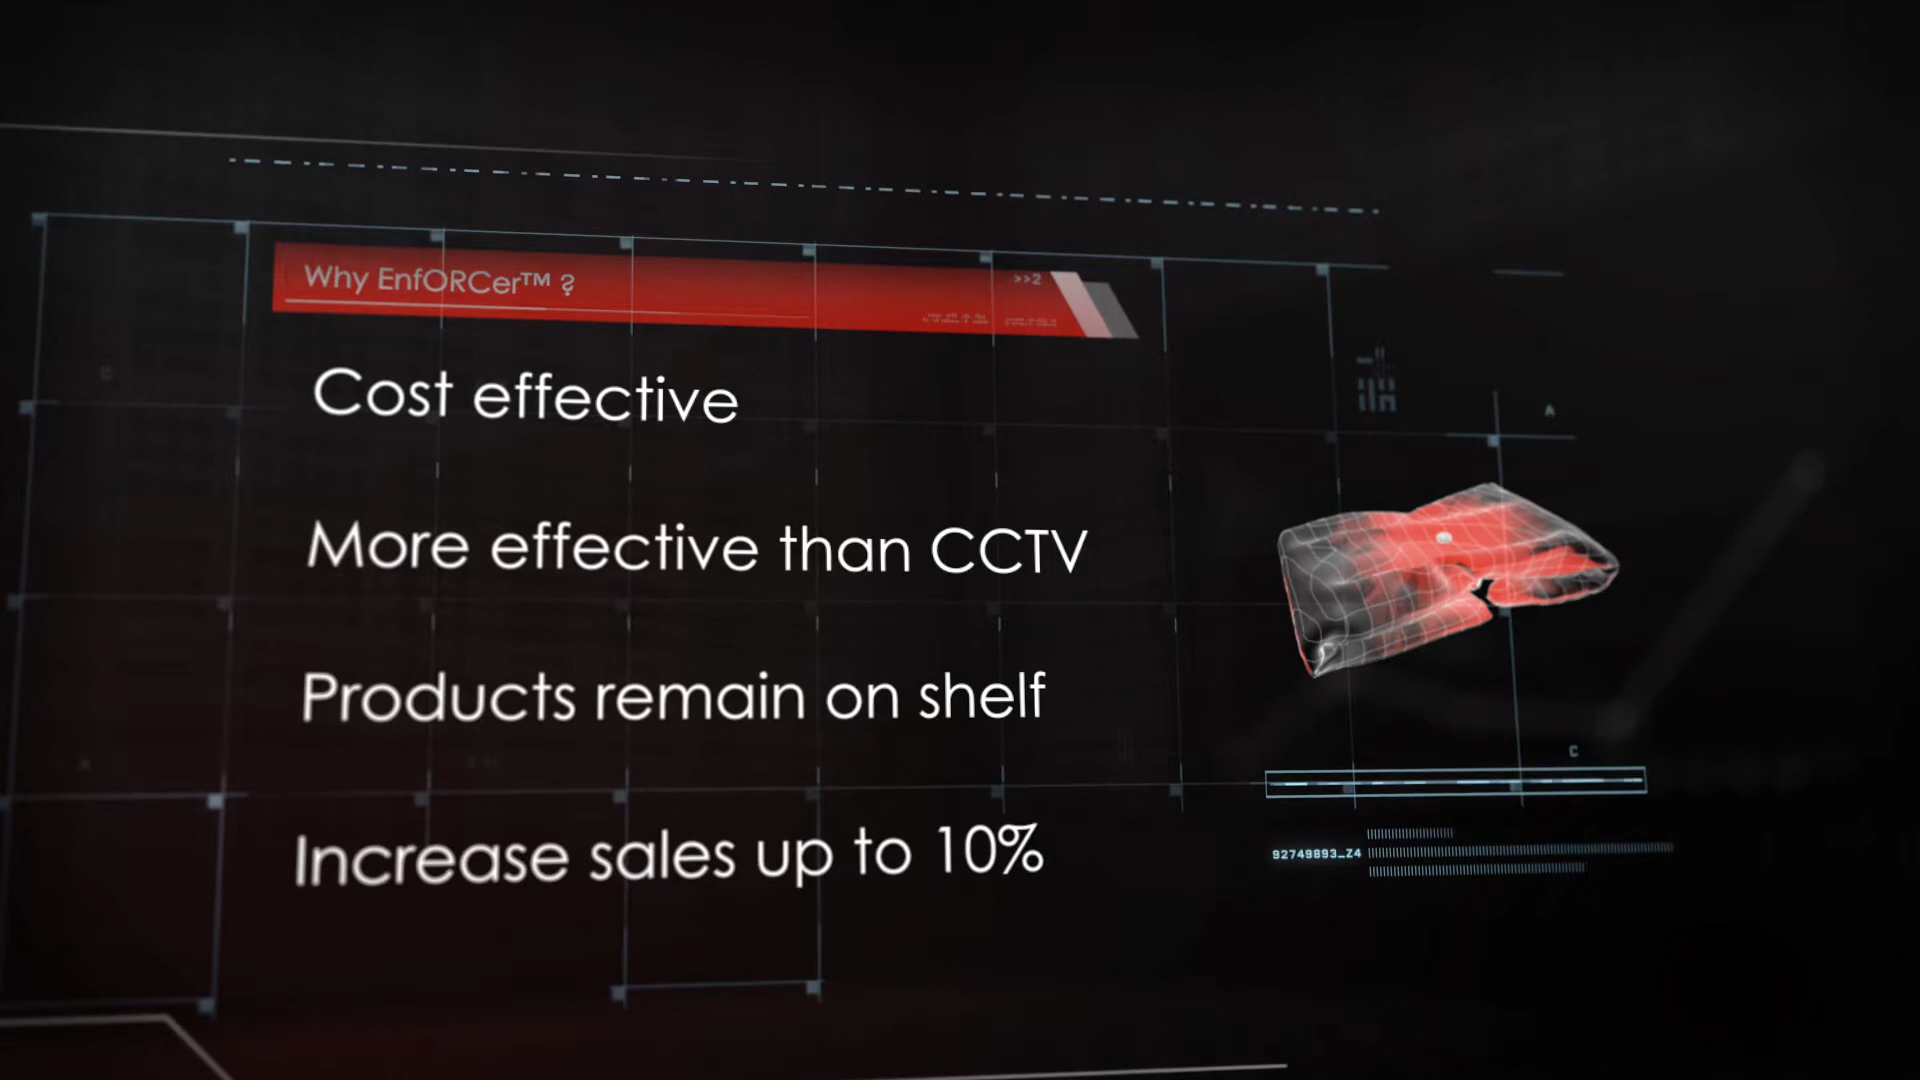 Why EnfORCer™ ?
>>2
Cost effective
A
More effective than CCTV
Products remain on shelf
C
Increase sales up to 10%
92749893_Z4